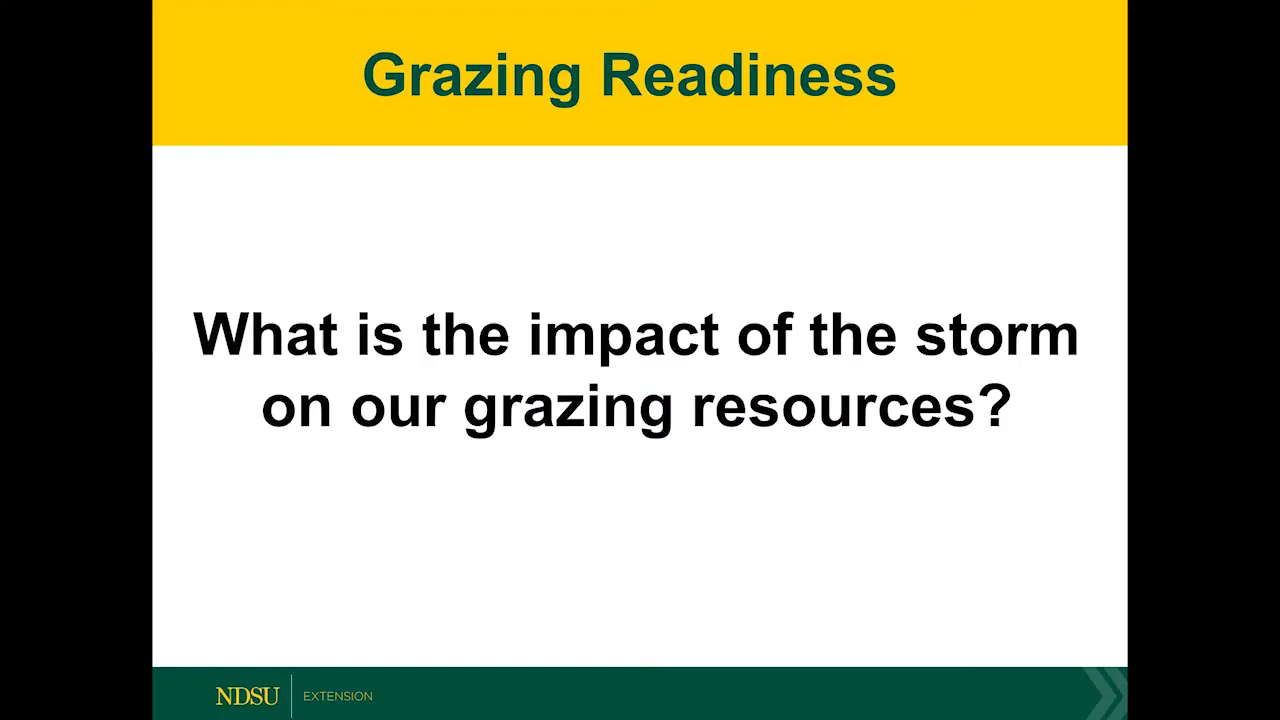 Grazing Readiness
What is the impact of the storm
on our grazing resources?
NDSU EXTENSION